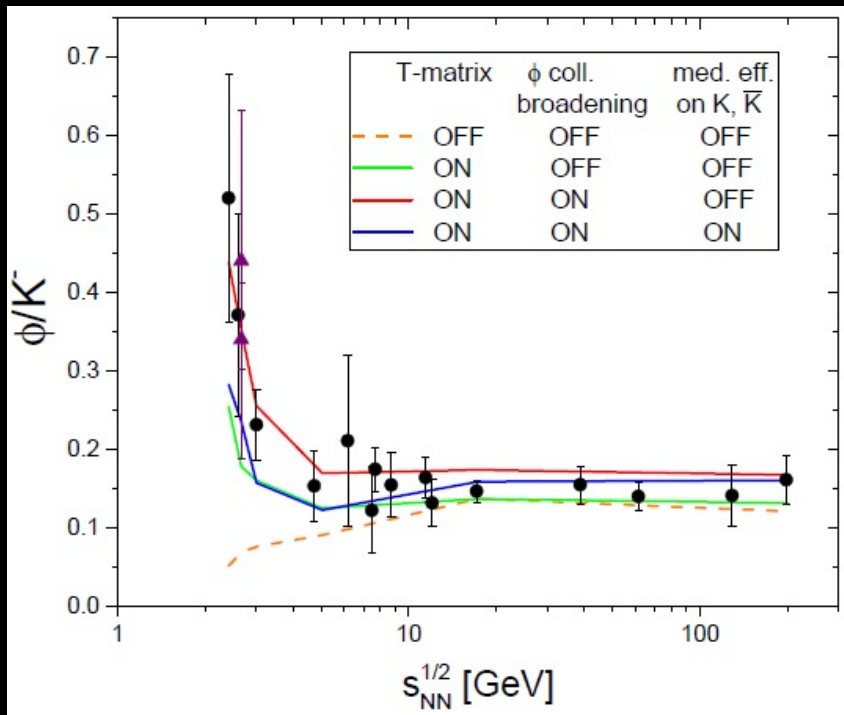 0.7
0.6
0.5
0.4
0.3
0.2
0.1
0.0
ϕ/K⁻
T-matrix ϕ coll. med. eff.
broadening on K, K̅
OFF OFF OFF
ON OFF OFF
ON ON OFF
ON ON ON
1 10 100
s_NN^1/2 [GeV]